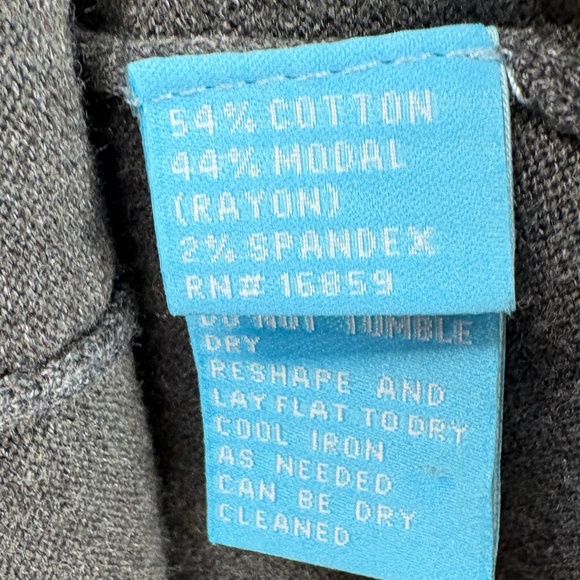 54% COTTON
44% MODAL
(RAYON)
2% SPANDEX
RN# 16859
DO NOT TUMBLE
DRY
RESHAPE AND
LAY FLAT TO DRY
COOL IRON
AS NEEDED
CAN BE DRY
CLEANED